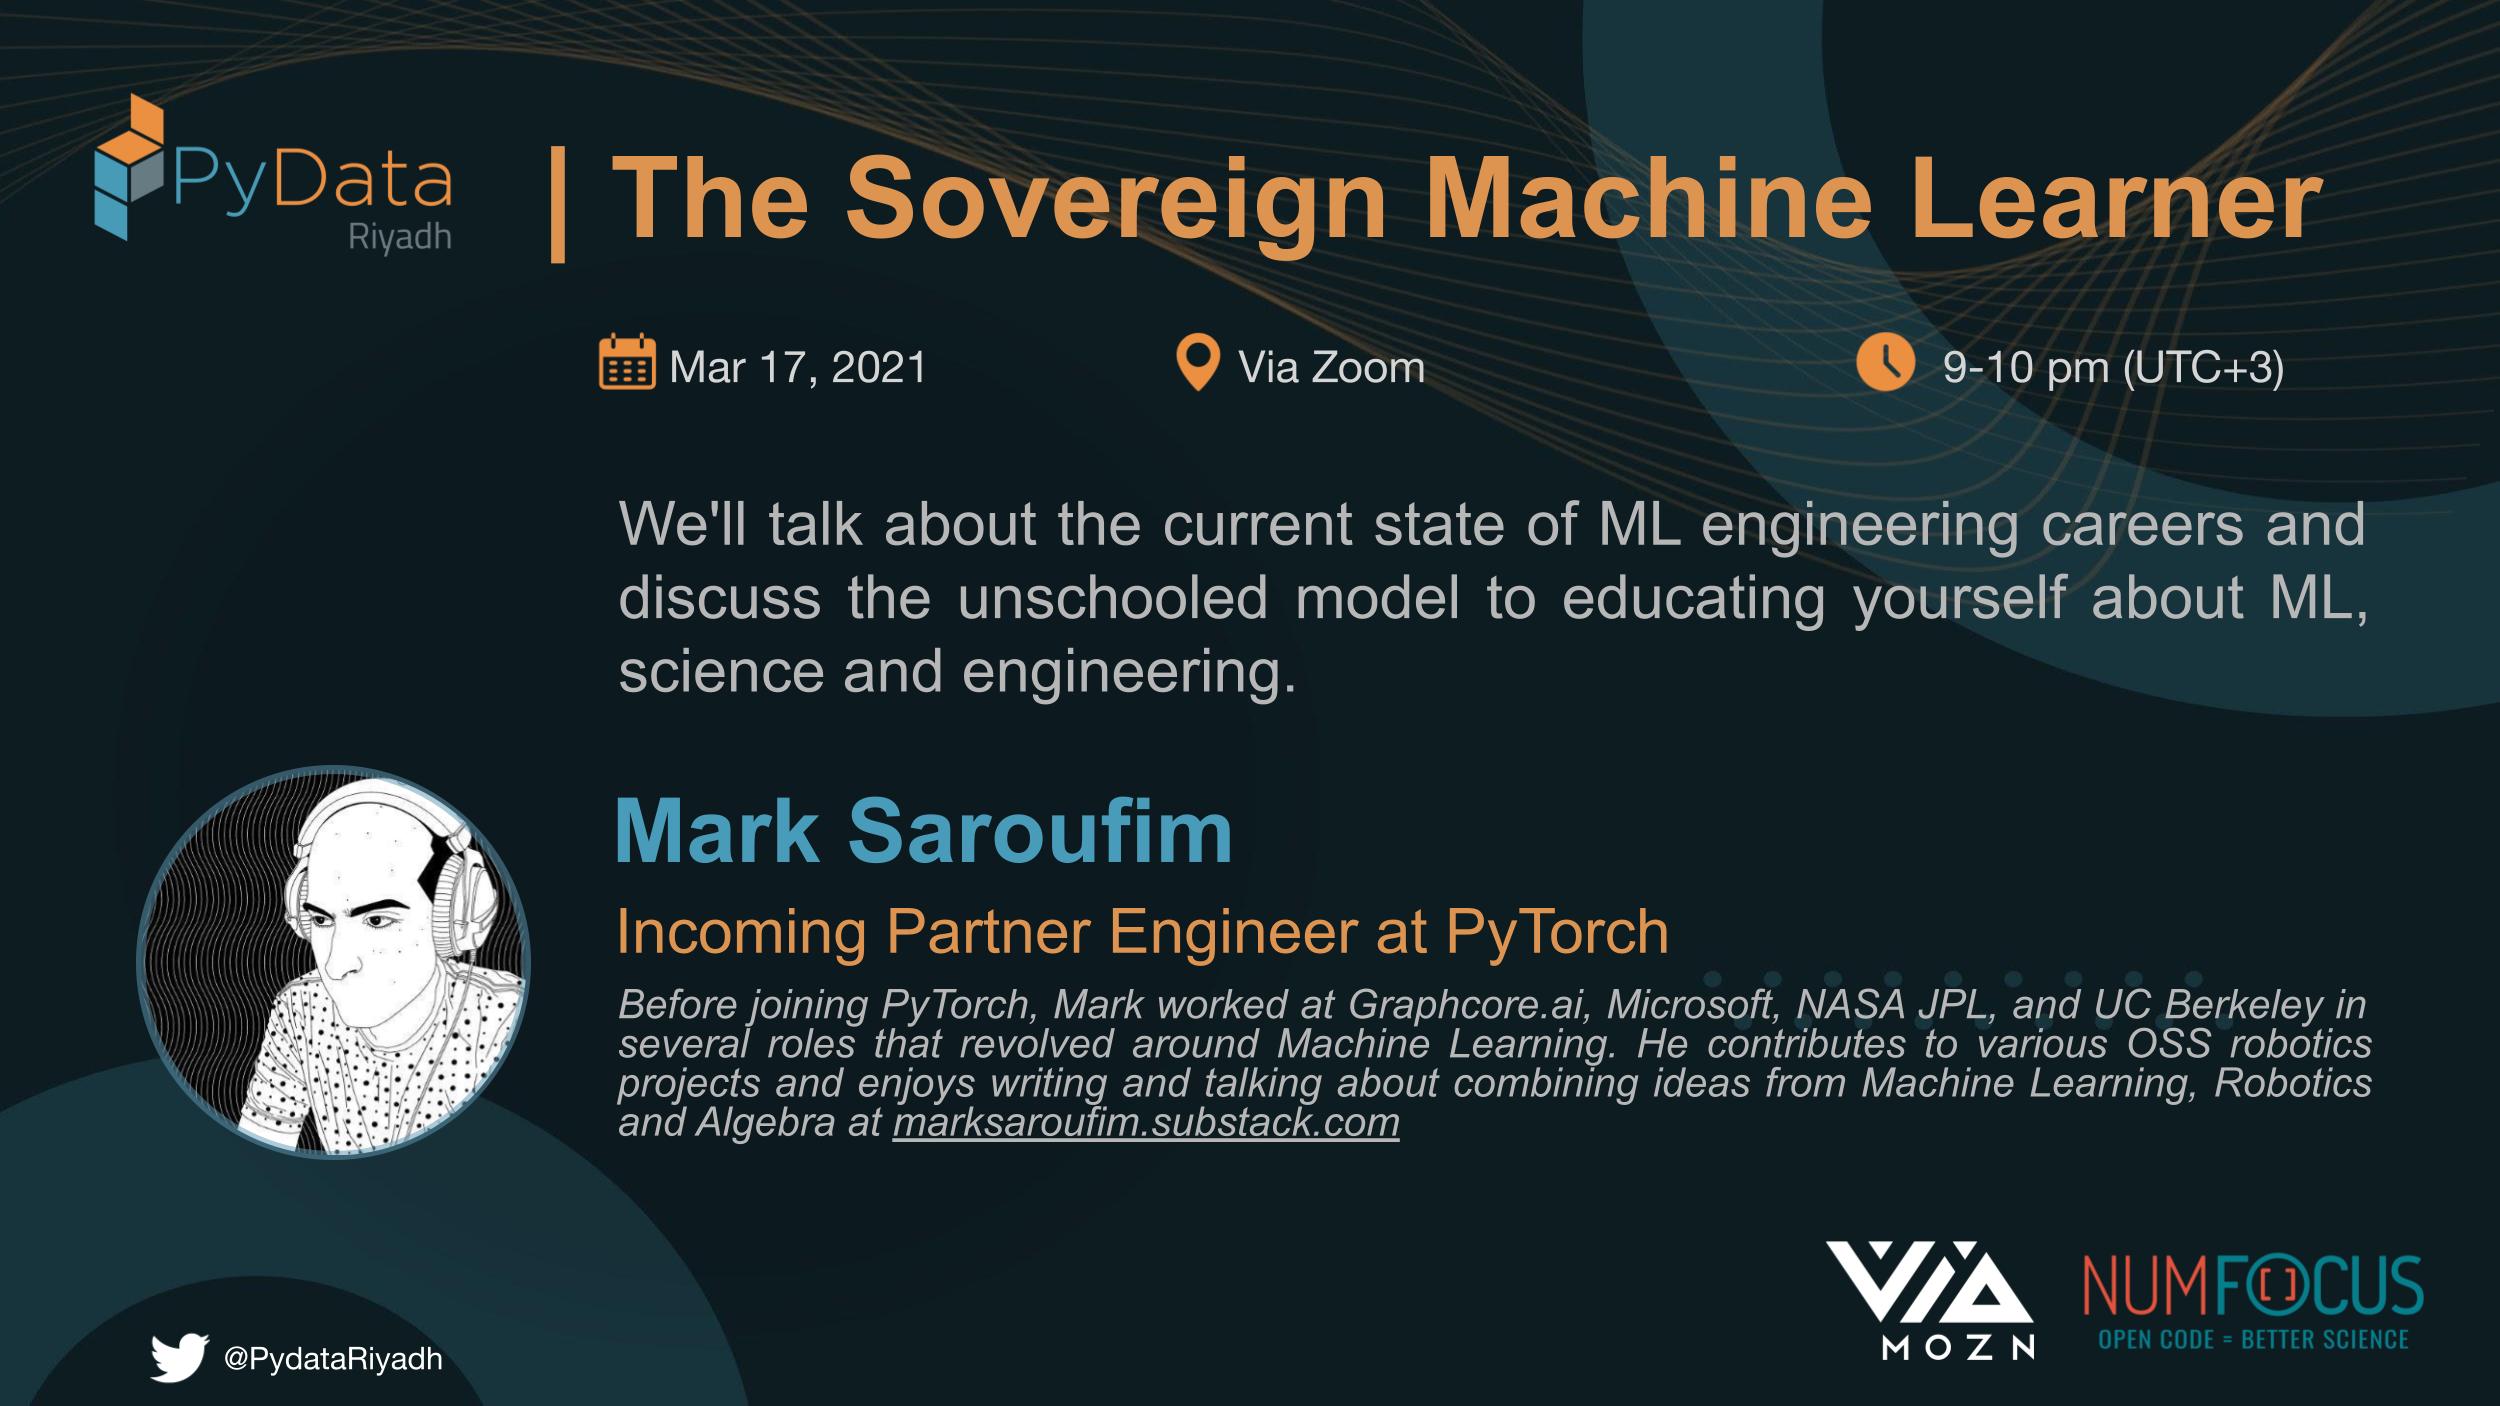 PyData
Riyadh
| The Sovereign Machine Learner
Mar 17, 2021
Via Zoom
9-10 pm (UTC+3)
We'll talk about the current state of ML engineering careers and
discuss the unschooled model to educating yourself about ML,
science and engineering.
Mark Saroufim
Incoming Partner Engineer at PyTorch
Before joining PyTorch, Mark worked at Graphcore.ai, Microsoft, NASA JPL, and UC Berkeley in
several roles that revolved around Machine Learning. He contributes to various OSS robotics
projects and enjoys writing and talking about combining ideas from Machine Learning, Robotics
and Algebra at marksaroufim.substack.com
@PydataRiyadh
VIA
MOZN
NUMFOCUS
OPEN CODE = BETTER SCIENCE